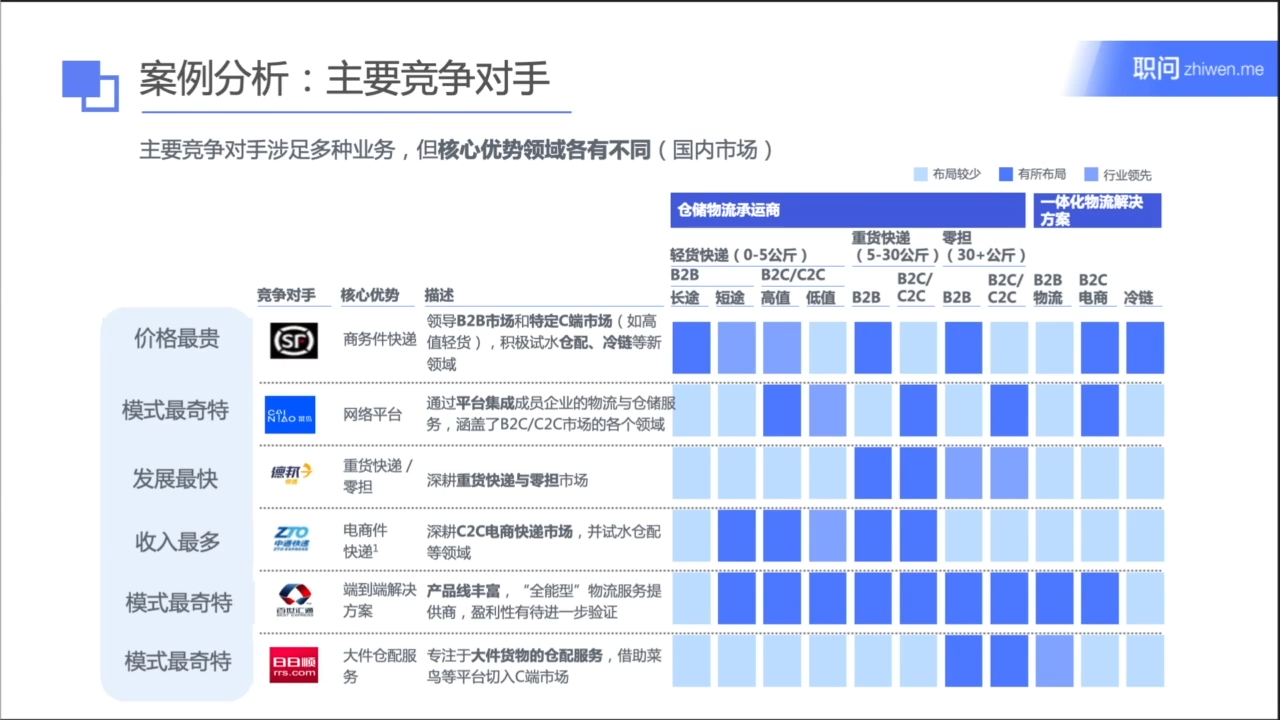 案例分析：主要竞争对手
职问 zhiwen.me
主要竞争对手涉足多种业务，但核心优势领域各有不同（国内市场）
布局较少 有所布局 行业领先
仓储物流承运商
一体化物流解决
方案
轻货快递（0-5公斤）
重货快递
（5-30公斤）
零担
（30+公斤）
B2B
B2C/C2C
长途 短途 高值 低值
B2B
B2C/
C2C
B2B
B2C/
C2C
B2B
物流
B2C
电商
冷链
竞争对手 核心优势 描述
价格最贵
SF
商务件快递
领导B2B市场和特定C端市场（如高
值轻货），积极试水仓配、冷链等新
领域
模式最奇特
CAI
NIAO 菜鸟
网络平台
通过平台集成成员企业的物流与仓储服
务，涵盖了B2C/C2C市场的各个领域
发展最快
德邦
快递
重货快递 /
零担
深耕重货快递与零担市场
收入最多
ZTO
中通快递
ZTO EXPRESS
电商件
快递1
深耕C2C电商快递市场，并试水仓配
等领域
模式最奇特
百世汇通
BEST EXPRESS
端到端解决
方案
产品线丰富，“全能型”物流服务提
供商，盈利性有待进一步验证
模式最奇特
日日顺
rrs.com
大件仓配服
务
专注于大件货物的仓配服务，借助菜
鸟等平台切入C端市场